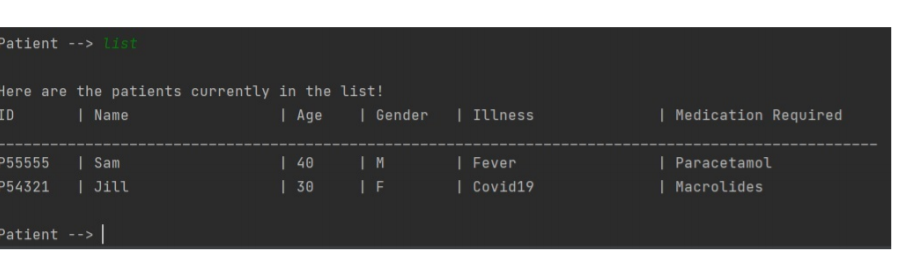 Patient --> list
Here are the patients currently in the list!
ID | Name | Age | Gender | Illness | Medication Required
--------------------------------------------------------------------------------------------------
P55555 | Sam | 40 | M | Fever | Paracetamol
P54321 | Jill | 30 | F | Covid19 | Macrolides
Patient -->